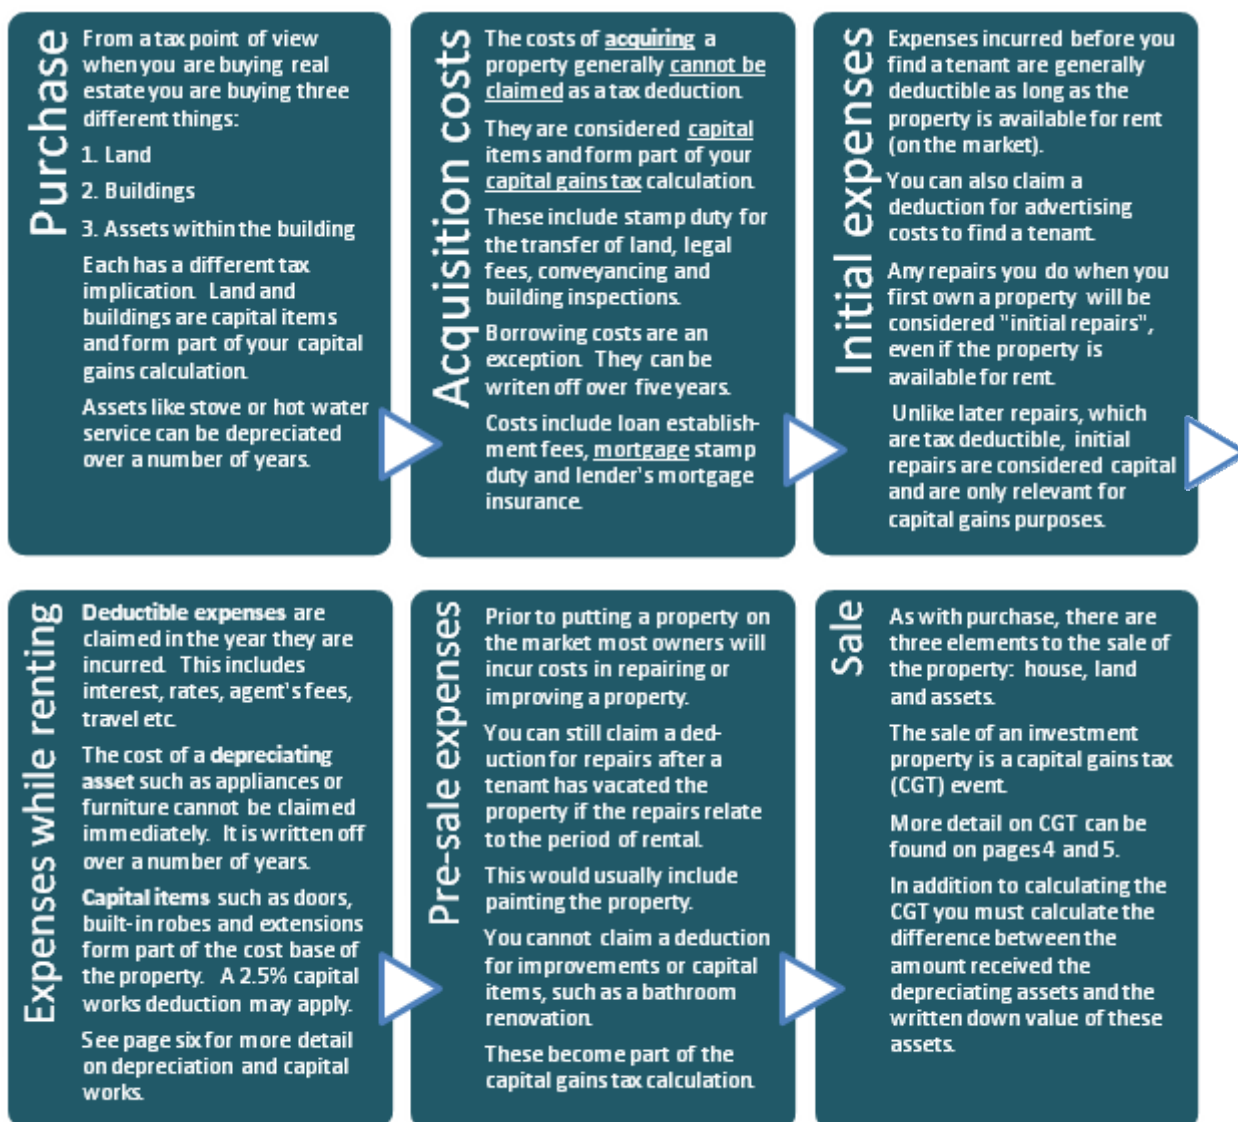 Purchase
From a tax point of view
when you are buying real
estate you are buying three
different things:
1. Land
2. Buildings
3. Assets within the building
Each has a different tax
implication. Land and
buildings are capital items
and form part of your capital
gains calculation.
Assets like stove or hot water
service can be depreciated
over a number of years.
Acquisition costs
The costs of acquiring a
property generally cannot be
claimed as a tax deduction.
They are considered capital
items and form part of your
capital gains tax calculation.
These include stamp duty for
the transfer of land, legal
fees, conveyancing and
building inspections.
Borrowing costs are an
exception. They can be
writen off over five years.
Costs include loan establish-
ment fees, mortgage stamp
duty and lender's mortgage
insurance.
Initial expenses
Expenses incurred before you
find a tenant are generally
deductible as long as the
property is available for rent
(on the market).
You can also claim a
deduction for advertising
costs to find a tenant.
Any repairs you do when you
first own a property will be
considered "initial repairs",
even if the property is
available for rent.
Unlike later repairs, which
are tax deductible, initial
repairs are considered capital
and are only relevant for
capital gains purposes.
Expenses while renting
Deductible expenses are
claimed in the year they are
incurred. This includes
interest, rates, agent's fees,
travel etc.
The cost of a depreciating
asset such as appliances or
furniture cannot be claimed
immediately. It is written off
over a number of years.
Capital items such as doors,
built-in robes and extensions
form part of the cost base of
the property. A 2.5% capital
works deduction may apply.
See page six for more detail
on depreciation and capital
works.
Pre-sale expenses
Prior to putting a property on
the market most owners will
incur costs in repairing or
improving a property.
You can still claim a ded-
uction for repairs after a
tenant has vacated the
property if the repairs relate
to the period of rental.
This would usually include
painting the property.
You cannot claim a deduction
for improvements or capital
items, such as a bathroom
renovation.
These become part of the
capital gains tax calculation.
Sale
As with purchase, there are
three elements to the sale of
the property: house, land
and assets.
The sale of an investment
property is a capital gains tax
(CGT) event.
More detail on CGT can be
found on pages 4 and 5.
In addition to calculating the
CGT you must calculate the
difference between the
amount received the
depreciating assets and the
written down value of these
assets.